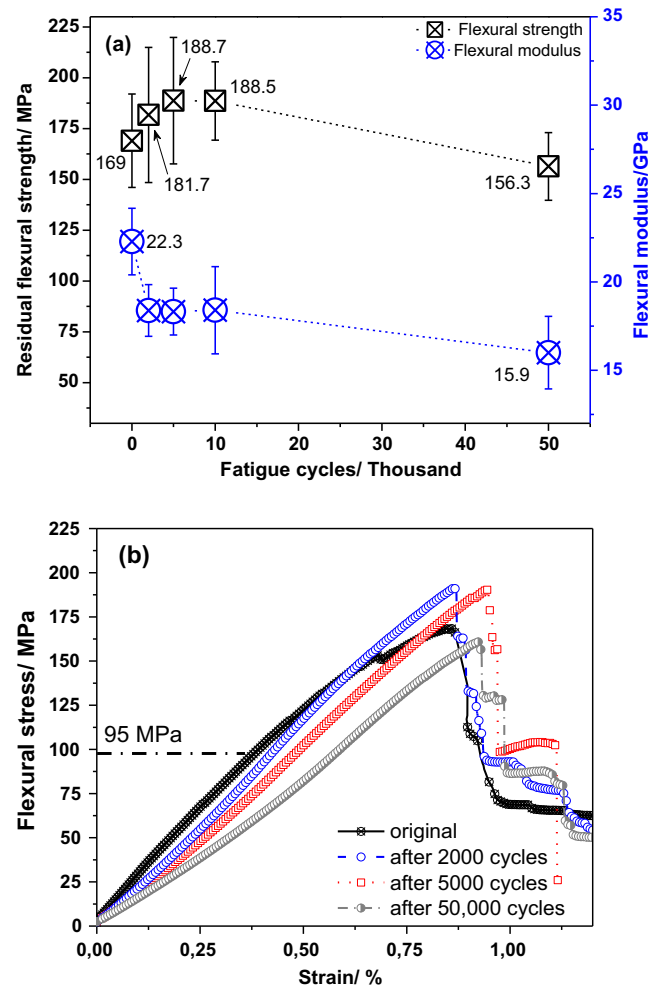 (a)
Flexural strength
Flexural modulus
Residual flexural strength/ MPa
225
200
175
150
125
100
75
50
35
30
25
20
15
Flexural modulus/GPa
169
181.7
188.7
188.5
156.3
22.3
15.9
0
10
20
30
40
50
Fatigue cycles/ Thousand
(b)
Flexural stress/ MPa
225
200
175
150
125
100
75
50
25
0
95 MPa
original
after 2000 cycles
after 5000 cycles
after 50,000 cycles
0,00
0,25
0,50
0,75
1,00
Strain/ %